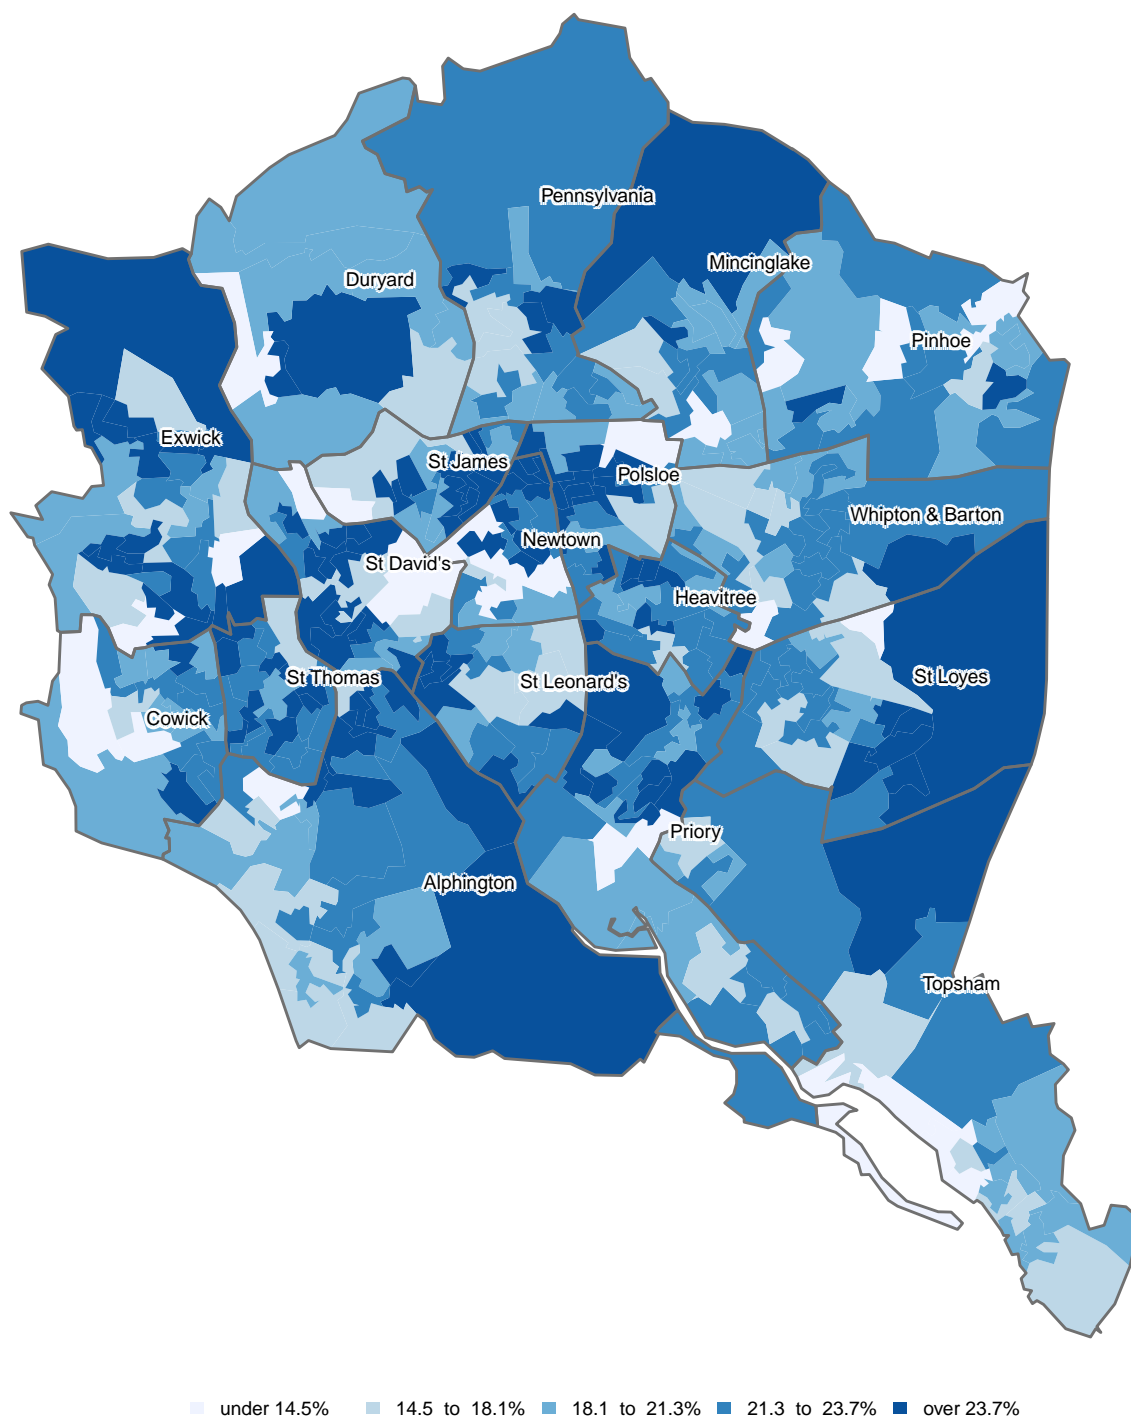 Pennsylvania
Mincinglake
Duryard
Pinhoe
Exwick
St James
Polsloe
Whipton & Barton
Newtown
St David's
Heavitree
St Thomas
St Leonard's
St Loyes
Cowick
Priory
Alphington
Topsham
under 14.5% 14.5 to 18.1% 18.1 to 21.3% 21.3 to 23.7% over 23.7%